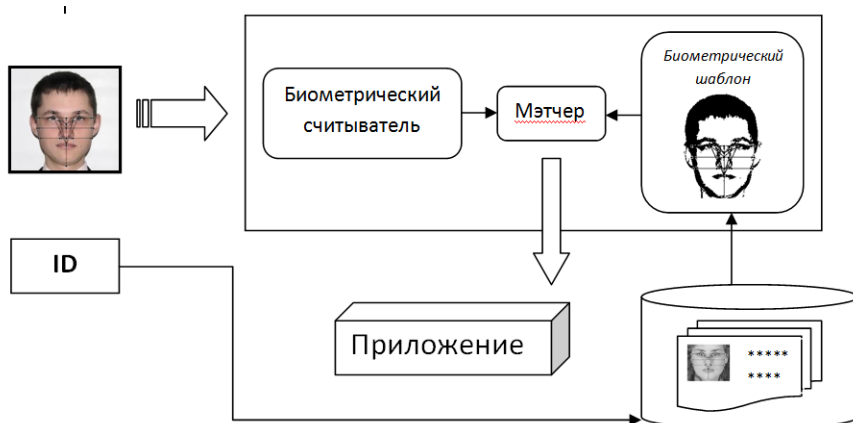 Биометрический
шаблон
Биометрический
считыватель
Мэтчер
ID
Приложение
*****
****